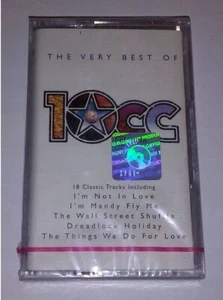 THE VERY BEST OF
10CC
18 Classic Tracks Including
I'm Not In Love
I'm Mandy Fly Me
The Wall Street Shuffle
Dreadlock Holiday
The Things We Do For Love